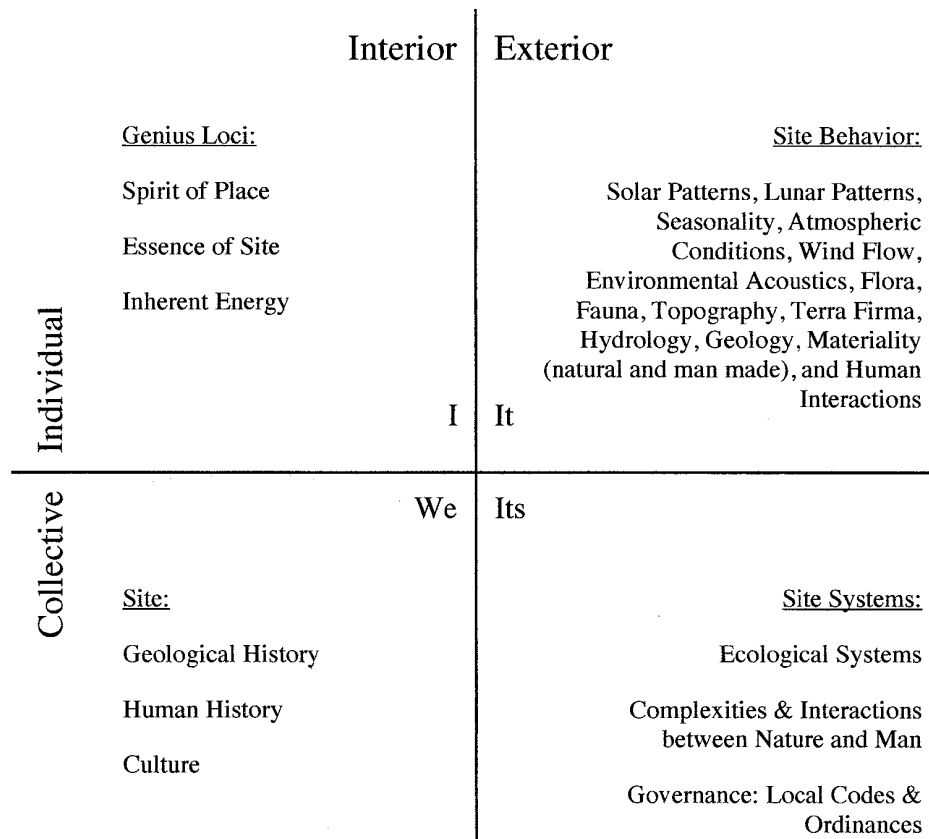 Interior
Exterior
Individual
Genius Loci:
Spirit of Place
Essence of Site
Inherent Energy
I
Site Behavior:
Solar Patterns, Lunar Patterns,
Seasonality, Atmospheric
Conditions, Wind Flow,
Environmental Acoustics, Flora,
Fauna, Topography, Terra Firma,
Hydrology, Geology, Materiality
(natural and man made), and Human
Interactions
It
Collective
We
Site:
Geological History
Human History
Culture
Its
Site Systems:
Ecological Systems
Complexities & Interactions
between Nature and Man
Governance: Local Codes &
Ordinances